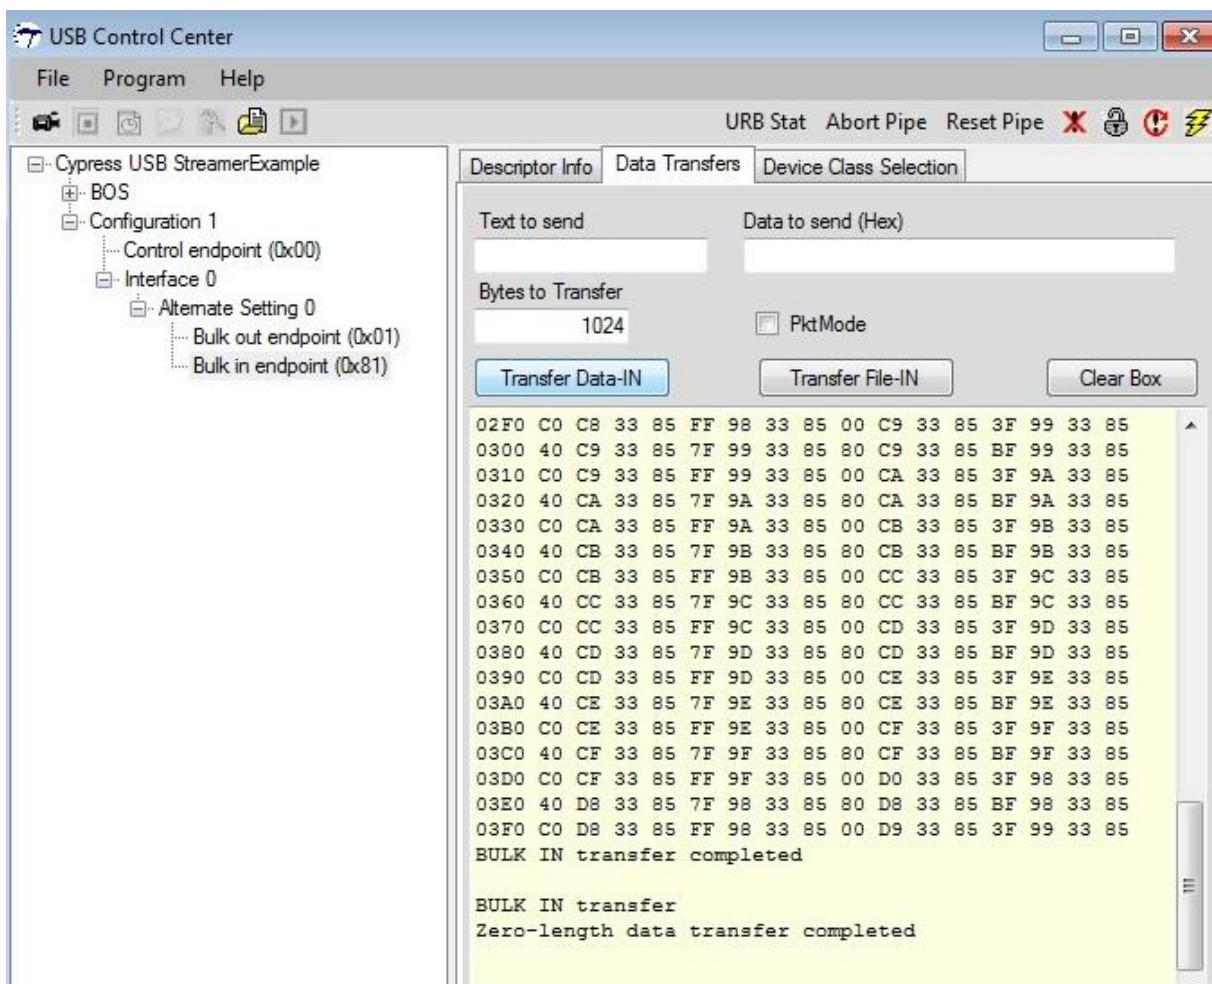 USB Control Center
File Program Help
URB Stat Abort Pipe Reset Pipe
Cypress USB StreamerExample
BOS
Configuration 1
Control endpoint (0x00)
Interface 0
Alternate Setting 0
Bulk out endpoint (0x01)
Bulk in endpoint (0x81)
Descriptor Info Data Transfers Device Class Selection
Text to send Data to send (Hex)
Bytes to Transfer
1024 PktMode
Transfer Data-IN Transfer File-IN Clear Box
02F0 C0 C8 33 85 FF 98 33 85 00 C9 33 85 3F 99 33 85
0300 40 C9 33 85 7F 99 33 85 80 C9 33 85 BF 99 33 85
0310 C0 C9 33 85 FF 99 33 85 00 CA 33 85 3F 9A 33 85
0320 40 CA 33 85 7F 9A 33 85 80 CA 33 85 BF 9A 33 85
0330 C0 CA 33 85 FF 9A 33 85 00 CB 33 85 3F 9B 33 85
0340 40 CB 33 85 7F 9B 33 85 80 CB 33 85 BF 9B 33 85
0350 C0 CB 33 85 FF 9B 33 85 00 CC 33 85 3F 9C 33 85
0360 40 CC 33 85 7F 9C 33 85 80 CC 33 85 BF 9C 33 85
0370 C0 CC 33 85 FF 9C 33 85 00 CD 33 85 3F 9D 33 85
0380 40 CD 33 85 7F 9D 33 85 80 CD 33 85 BF 9D 33 85
0390 C0 CD 33 85 FF 9D 33 85 00 CE 33 85 3F 9E 33 85
03A0 40 CE 33 85 7F 9E 33 85 80 CE 33 85 BF 9E 33 85
03B0 C0 CE 33 85 FF 9E 33 85 00 CF 33 85 3F 9F 33 85
03C0 40 CF 33 85 7F 9F 33 85 80 CF 33 85 BF 9F 33 85
03D0 C0 CF 33 85 FF 9F 33 85 00 D0 33 85 3F 98 33 85
03E0 40 D8 33 85 7F 98 33 85 80 D8 33 85 BF 98 33 85
03F0 C0 D8 33 85 FF 98 33 85 00 D9 33 85 3F 99 33 85
BULK IN transfer completed
BULK IN transfer
Zero-length data transfer completed